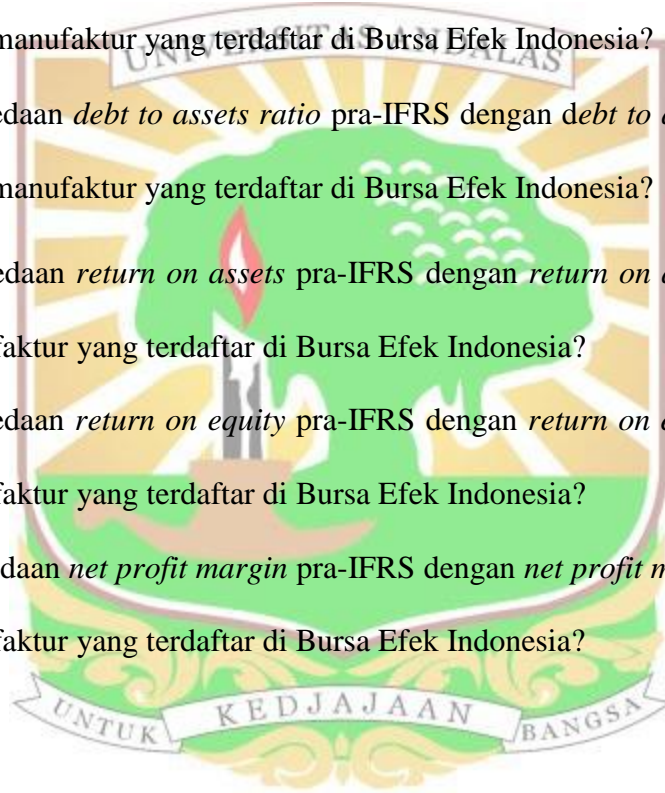 manufaktur yang terdaftar di Bursa Efek Indonesia?
UNIVERSITAS ANDALAS
edaan debt to assets ratio pra-IFRS dengan debt to a
manufaktur yang terdaftar di Bursa Efek Indonesia?
edaan return on assets pra-IFRS dengan return on a
faktur yang terdaftar di Bursa Efek Indonesia?
edaan return on equity pra-IFRS dengan return on e
faktur yang terdaftar di Bursa Efek Indonesia?
daan net profit margin pra-IFRS dengan net profit m
faktur yang terdaftar di Bursa Efek Indonesia?
UNTUK KEDJAJAAN BANGSA